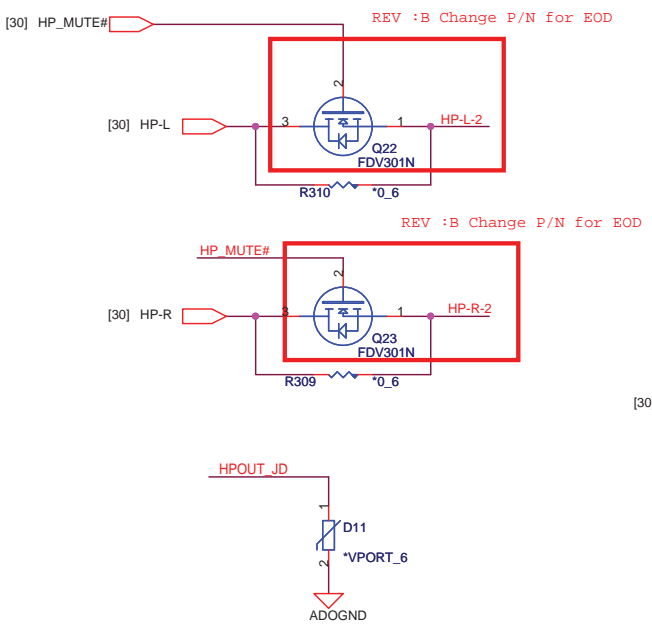 REV :B Change P/N for EOD
[30] HP_MUTE#
2
[30] HP-L
3
1
HP-L-2
Q22
FDV301N
R310
*0_6
REV :B Change P/N for EOD
HP_MUTE#
2
[30] HP-R
3
1
HP-R-2
Q23
FDV301N
R309
*0_6
[30
HPOUT_JD
1
D11
*VPORT_6
2
ADOGND